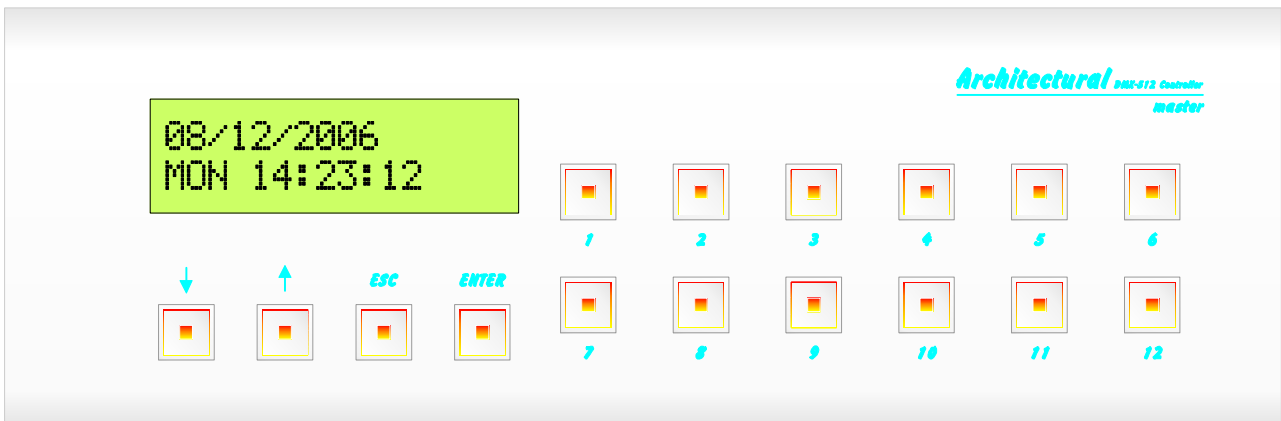 Architectural DMX-512 Controller
master
08/12/2006
MON 14:23:12
1 2 3 4 5 6
ESC ENTER
7 8 9 10 11 12